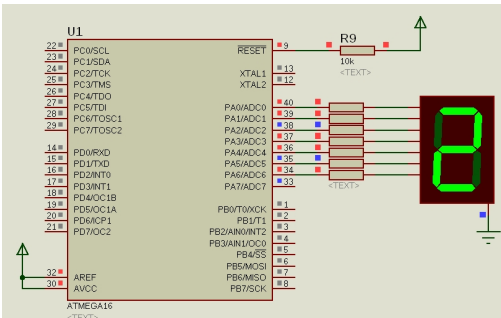 U1
22 PC0/SCL RESET 9 R9
23 PC1/SDA 10k
24 PC2/TCK XTAL1 13 <TEXT>
25 PC3/TMS XTAL2 12
26 PC4/TDO
27 PC5/TDI PA0/ADC0 40
28 PC6/TOSC1 PA1/ADC1 39
29 PC7/TOSC2 PA2/ADC2 38
PA3/ADC3 37
14 PD0/RXD PA4/ADC4 36
15 PD1/TXD PA5/ADC5 35
16 PD2/INT0 PA6/ADC6 34
17 PD3/INT1 PA7/ADC7 33 <TEXT>
18 PD4/OC1B
19 PD5/OC1A PB0/T0/XCK 1
20 PD6/ICP1 PB1/T1 2
21 PD7/OC2 PB2/AIN0/INT2 3
PB3/AIN1/OC0 4
PB4/SS 5
PB5/MOSI 6
32 AREF PB6/MISO 7
30 AVCC PB7/SCK 8
ATMEGA16
<TEXT>